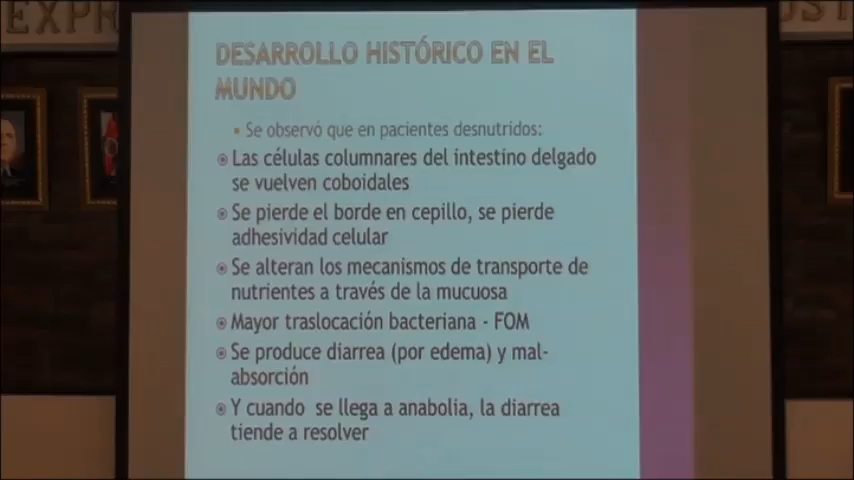 EXPR
DESARROLLO HISTÓRICO EN EL
MUNDO
Se observó que en pacientes desnutridos:
Las células columnares del intestino delgado
se vuelven coboidales
Se pierde el borde en cepillo, se pierde
adhesividad celular
Se alteran los mecanismos de transporte de
nutrientes a través de la mucuosa
Mayor traslocación bacteriana - FOM
Se produce diarrea (por edema) y mal-
absorción
Y cuando se llega a anabolia, la diarrea
tiende a resolver